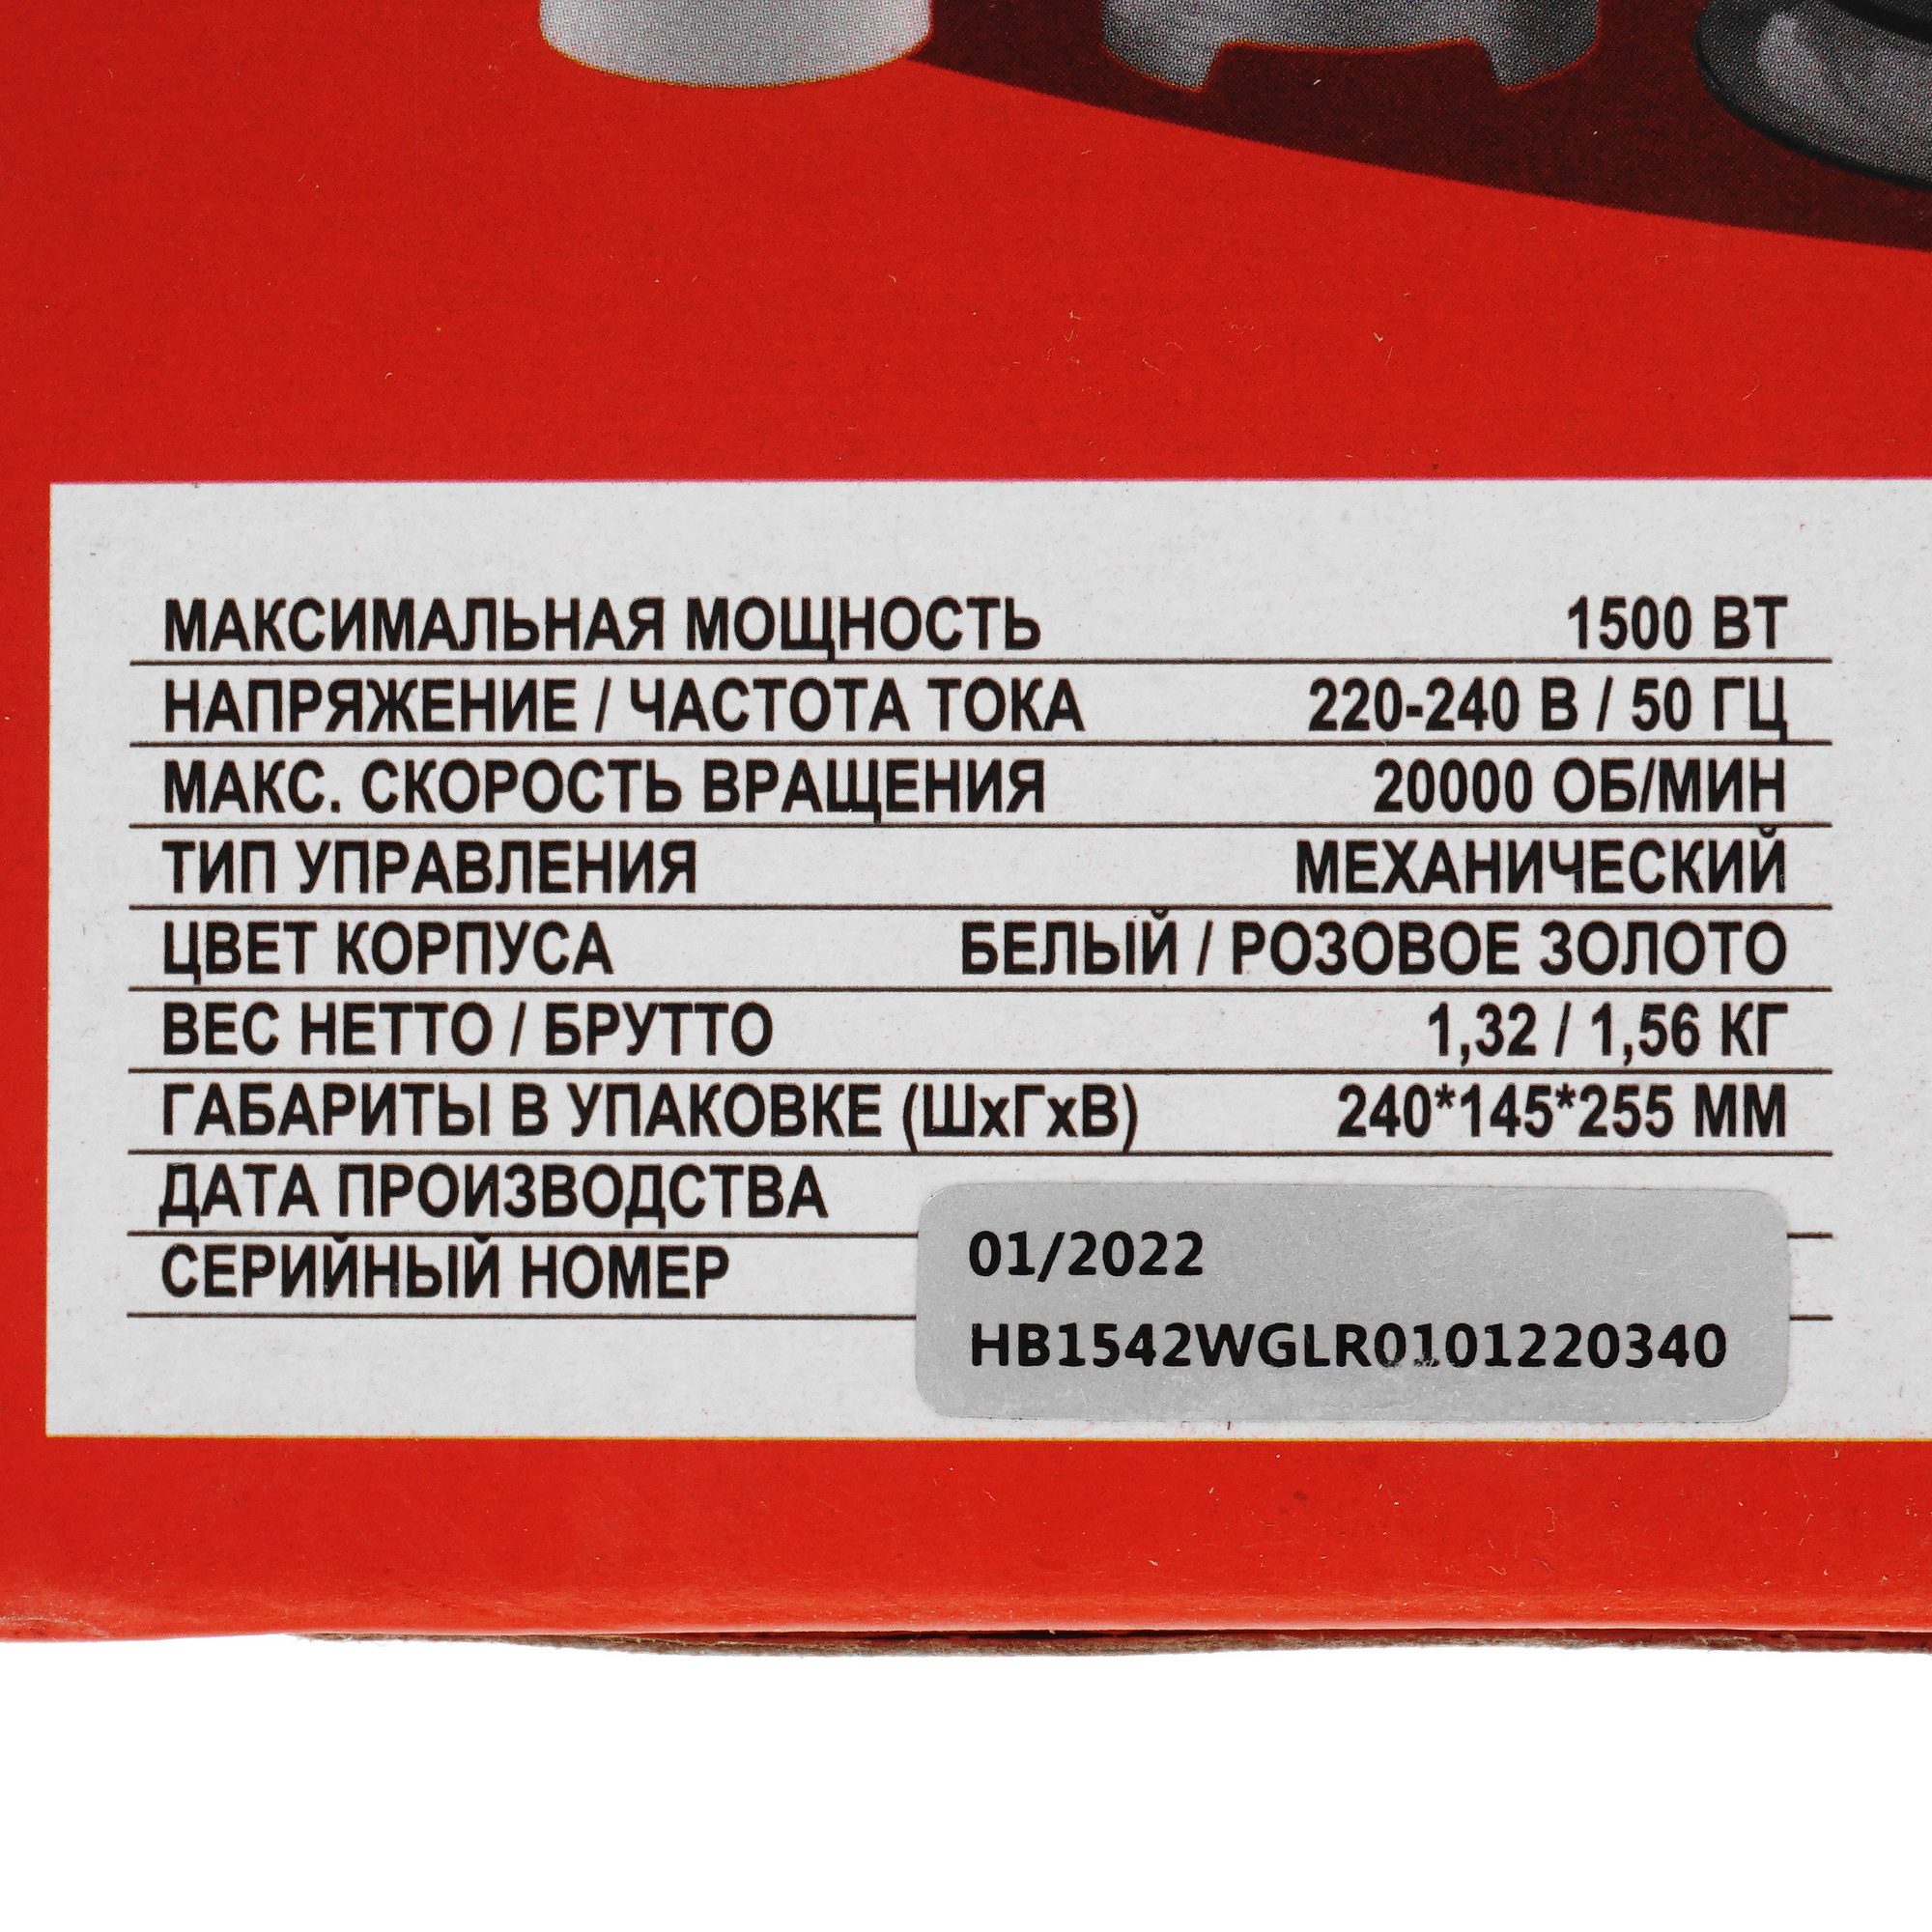 МАКСИМАЛЬНАЯ МОЩНОСТЬ 1500 ВТ
НАПРЯЖЕНИЕ / ЧАСТОТА ТОКА 220-240 В / 50 ГЦ
МАКС. СКОРОСТЬ ВРАЩЕНИЯ 20000 ОБ/МИН
ТИП УПРАВЛЕНИЯ МЕХАНИЧЕСКИЙ
ЦВЕТ КОРПУСА БЕЛЫЙ / РОЗОВОЕ ЗОЛОТО
ВЕС НЕТТО / БРУТТО 1,32 / 1,56 КГ
ГАБАРИТЫ В УПАКОВКЕ (ШхГхВ) 240*145*255 ММ
ДАТА ПРОИЗВОДСТВА 01/2022
СЕРИЙНЫЙ НОМЕР HB1542WGLR0101220340